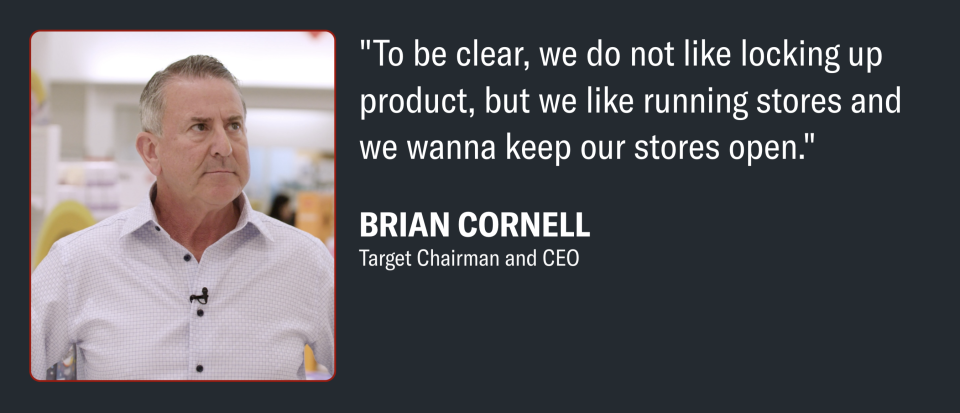 "To be clear, we do not like locking up
product, but we like running stores and
we wanna keep our stores open."
BRIAN CORNELL
Target Chairman and CEO